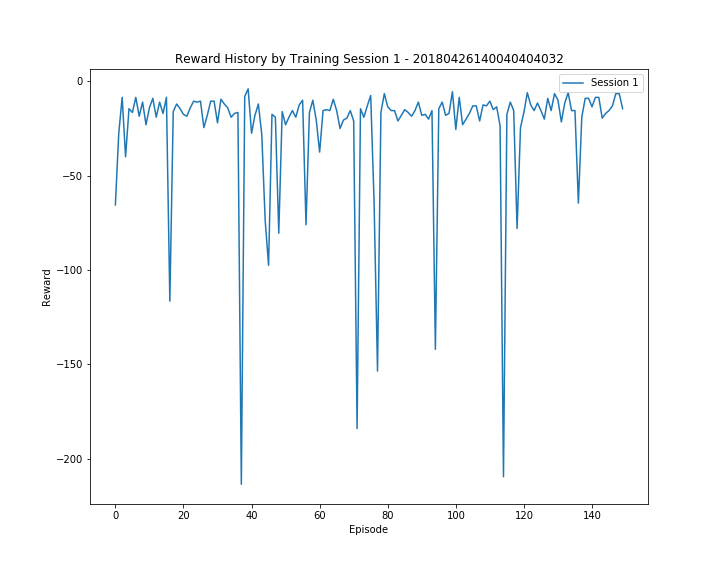 Reward History by Training Session 1 - 20180426140040404032
Session 1
0
−50
−100
−150
−200
Reward
0 20 40 60 80 100 120 140
Episode